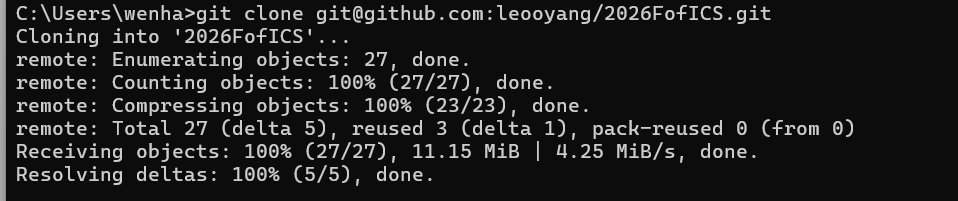 C:\Users\wenha>git clone git@github.com:leooyang/2026FofICS.git
Cloning into '2026FofICS'...
remote: Enumerating objects: 27, done.
remote: Counting objects: 100% (27/27), done.
remote: Compressing objects: 100% (23/23), done.
remote: Total 27 (delta 5), reused 3 (delta 1), pack-reused 0 (from 0)
Receiving objects: 100% (27/27), 11.15 MiB | 4.25 MiB/s, done.
Resolving deltas: 100% (5/5), done.